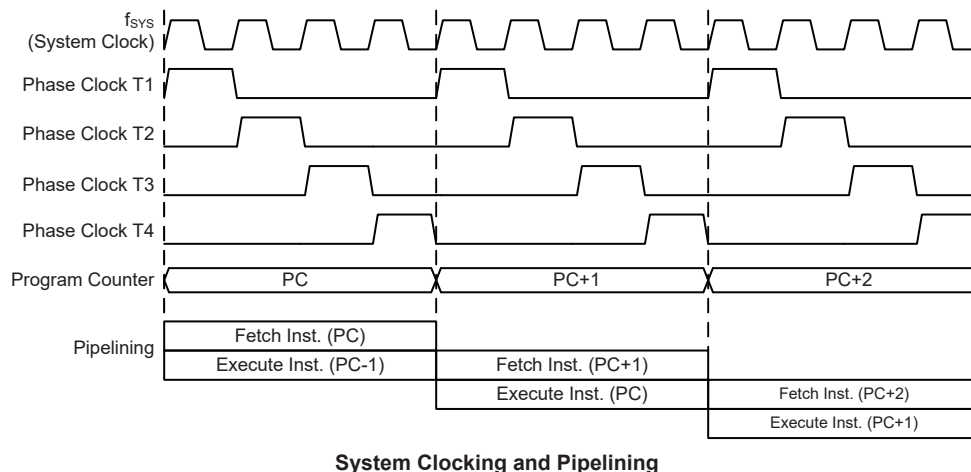 fSYS
(System Clock)
Phase Clock T1
Phase Clock T2
Phase Clock T3
Phase Clock T4
Program Counter PC PC+1 PC+2
Pipelining
Fetch Inst. (PC)
Execute Inst. (PC-1) Fetch Inst. (PC+1)
Execute Inst. (PC) Fetch Inst. (PC+2)
Execute Inst. (PC+1)
System Clocking and Pipelining